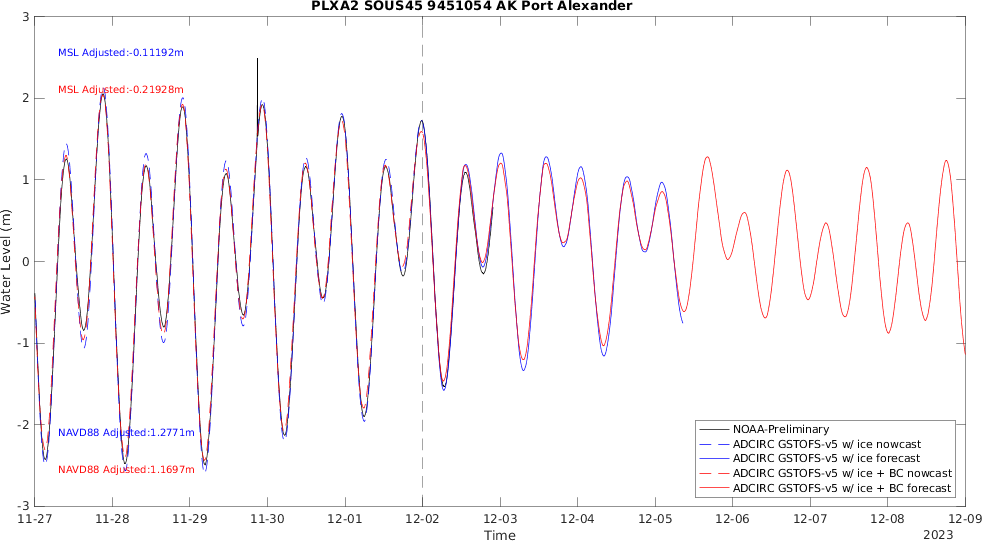 PLXA2 SOUS45 9451054 AK Port Alexander
3
2
1
0
-1
-2
-3
Water Level (m)
MSL Adjusted:-0.11192m
MSL Adjusted:-0.21928m
NAVD88 Adjusted:1.2771m
NAVD88 Adjusted:1.1697m
NOAA-Preliminary
ADCIRC GSTOFS-v5 w/ ice nowcast
ADCIRC GSTOFS-v5 w/ ice forecast
ADCIRC GSTOFS-v5 w/ ice + BC nowcast
ADCIRC GSTOFS-v5 w/ ice + BC forecast
11-27 11-28 11-29 11-30 12-01 12-02 12-03 12-04 12-05 12-06 12-07 12-08 12-09
Time
2023